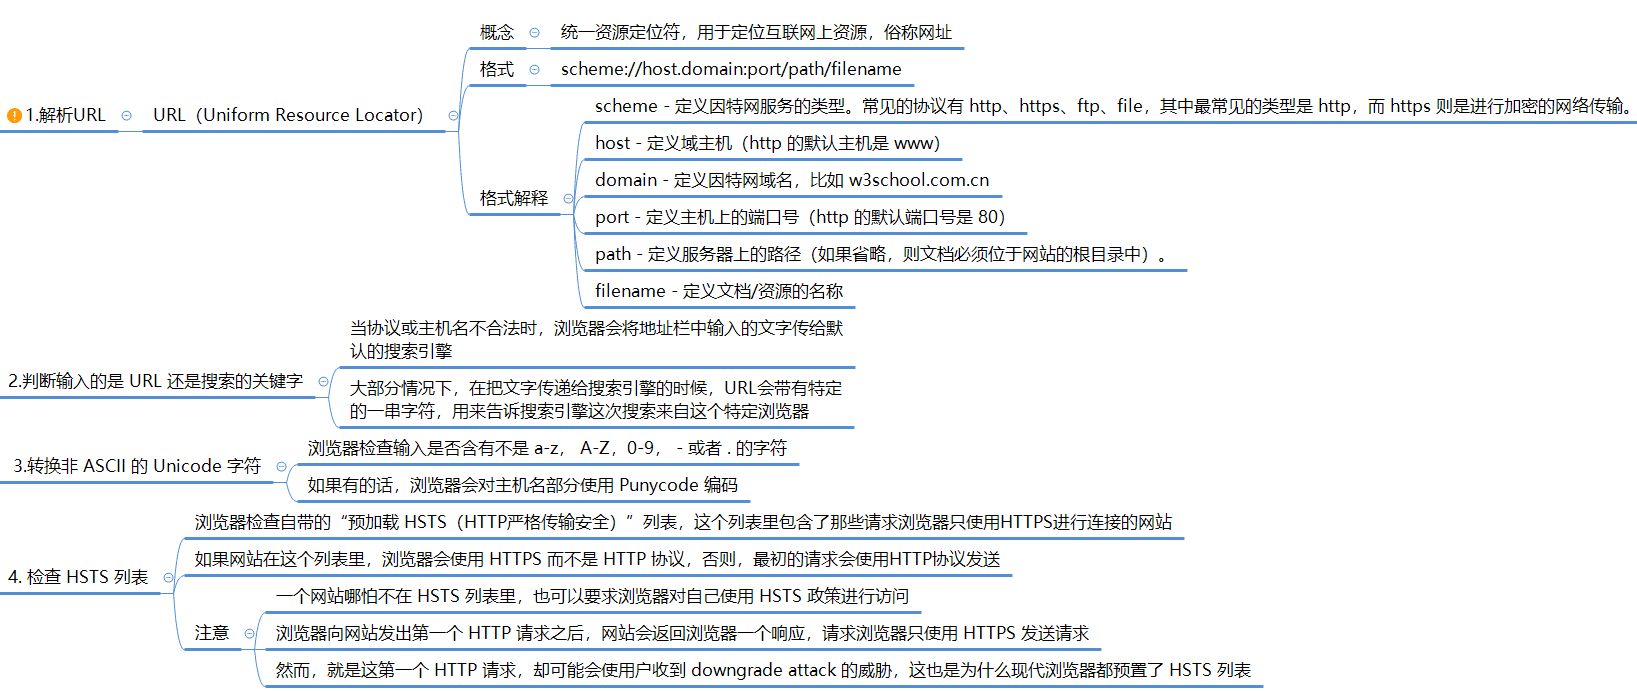 1.解析URL
URL（Uniform Resource Locator）
概念
统一资源定位符，用于定位互联网上资源，俗称网址
格式
scheme://host.domain:port/path/filename
格式解释
scheme - 定义因特网服务的类型。常见的协议有 http、https、ftp、file，其中最常见的类型是 http，而 https 则是进行加密的网络传输。
host - 定义域主机（http 的默认主机是 www）
domain - 定义因特网域名，比如 w3school.com.cn
port - 定义主机上的端口号（http 的默认端口号是 80）
path - 定义服务器上的路径（如果省略，则文档必须位于网站的根目录中）。
filename - 定义文档/资源的名称
2.判断输入的是 URL 还是搜索的关键字
当协议或主机名不合法时，浏览器会将地址栏中输入的文字传给默
认的搜索引擎
大部分情况下，在把文字传递给搜索引擎的时候，URL会带有特定
的一串字符，用来告诉搜索引擎这次搜索来自这个特定浏览器
3.转换非 ASCII 的 Unicode 字符
浏览器检查输入是否含有不是 a-z， A-Z，0-9， - 或者 . 的字符
如果有的话，浏览器会对主机名部分使用 Punycode 编码
4. 检查 HSTS 列表
浏览器检查自带的“预加载 HSTS（HTTP严格传输安全）”列表，这个列表里包含了那些请求浏览器只使用HTTPS进行连接的网站
如果网站在这个列表里，浏览器会使用 HTTPS 而不是 HTTP 协议，否则，最初的请求会使用HTTP协议发送
注意
一个网站哪怕不在 HSTS 列表里，也可以要求浏览器对自己使用 HSTS 政策进行访问
浏览器向网站发出第一个 HTTP 请求之后，网站会返回浏览器一个响应，请求浏览器只使用 HTTPS 发送请求
然而，就是这第一个 HTTP 请求，却可能会使用户收到 downgrade attack 的威胁，这也是为什么现代浏览器都预置了 HSTS 列表